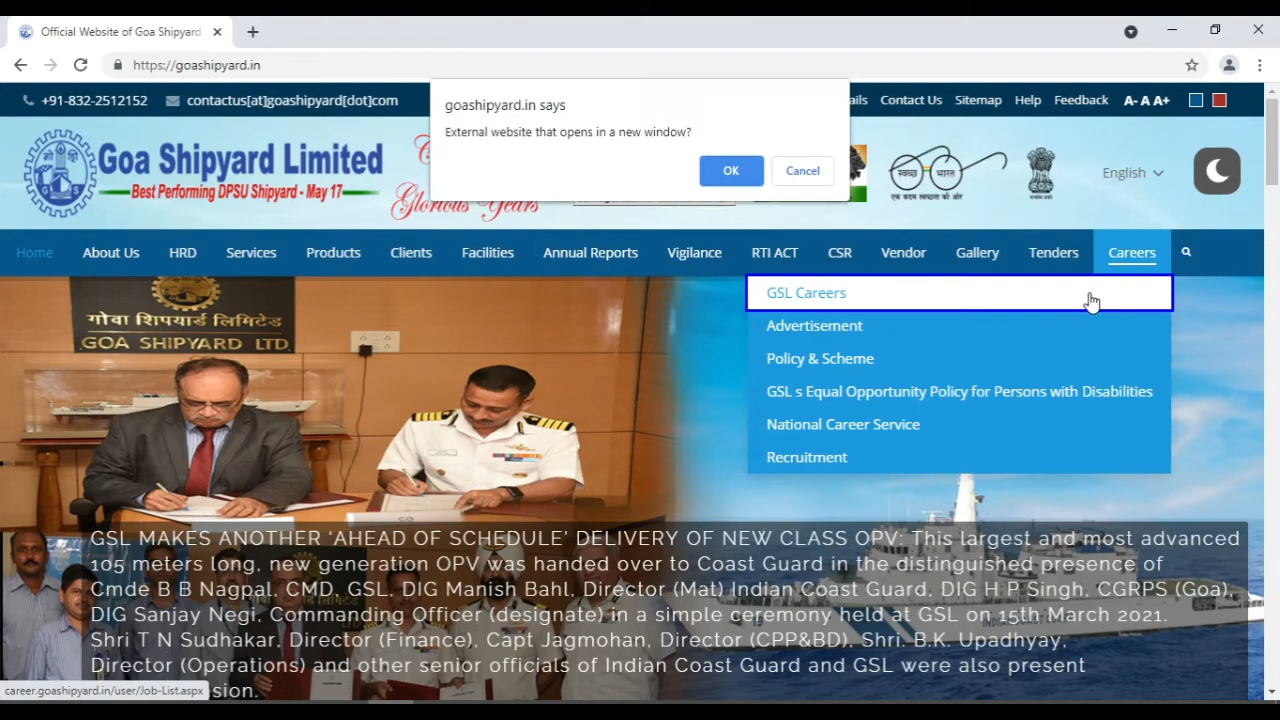 Official Website of Goa Shipyard
https://goashipyard.in
goashipyard.in says
External website that opens in a new window?
OK
Cancel
+91-832-2512152
contactus[at]goashipyard[dot]com
ails
Contact Us
Sitemap
Help
Feedback
A- A A+
Goa Shipyard Limited
Best Performing DPSU Shipyard - May 17
Glorious Years
स्वच्छ भारत
एक कदम स्वच्छता की ओर
English
Home
About Us
HRD
Services
Products
Clients
Facilities
Annual Reports
Vigilance
RTI ACT
CSR
Vendor
Gallery
Tenders
Careers
GSL Careers
Advertisement
Policy & Scheme
GSL s Equal Opportunity Policy for Persons with Disabilities
National Career Service
Recruitment
गोवा शिपयार्ड लिमिटेड
GOA SHIPYARD LTD.
GSL MAKES ANOTHER 'AHEAD OF SCHEDULE' DELIVERY OF NEW CLASS OPV: This largest and most advanced
105 meters long, new generation OPV was handed over to Coast Guard in the distinguished presence of
Cmde B B Nagpal, CMD, GSL, DIG Manish Bahl, Director (Mat) Indian Coast Guard, DIG H P Singh, CGRPS (Goa),
DIG Sanjay Negi, Commanding Officer (designate) in a simple ceremony held at GSL on 15th March 2021.
Shri T N Sudhakar, Director (Finance), Capt Jagmohan, Director (CPP&BD), Shri. B.K. Upadhyay,
Director (Operations) and other senior officials of Indian Coast Guard and GSL were also present
sion.
career.goashipyard.in/user/Job-List.aspx